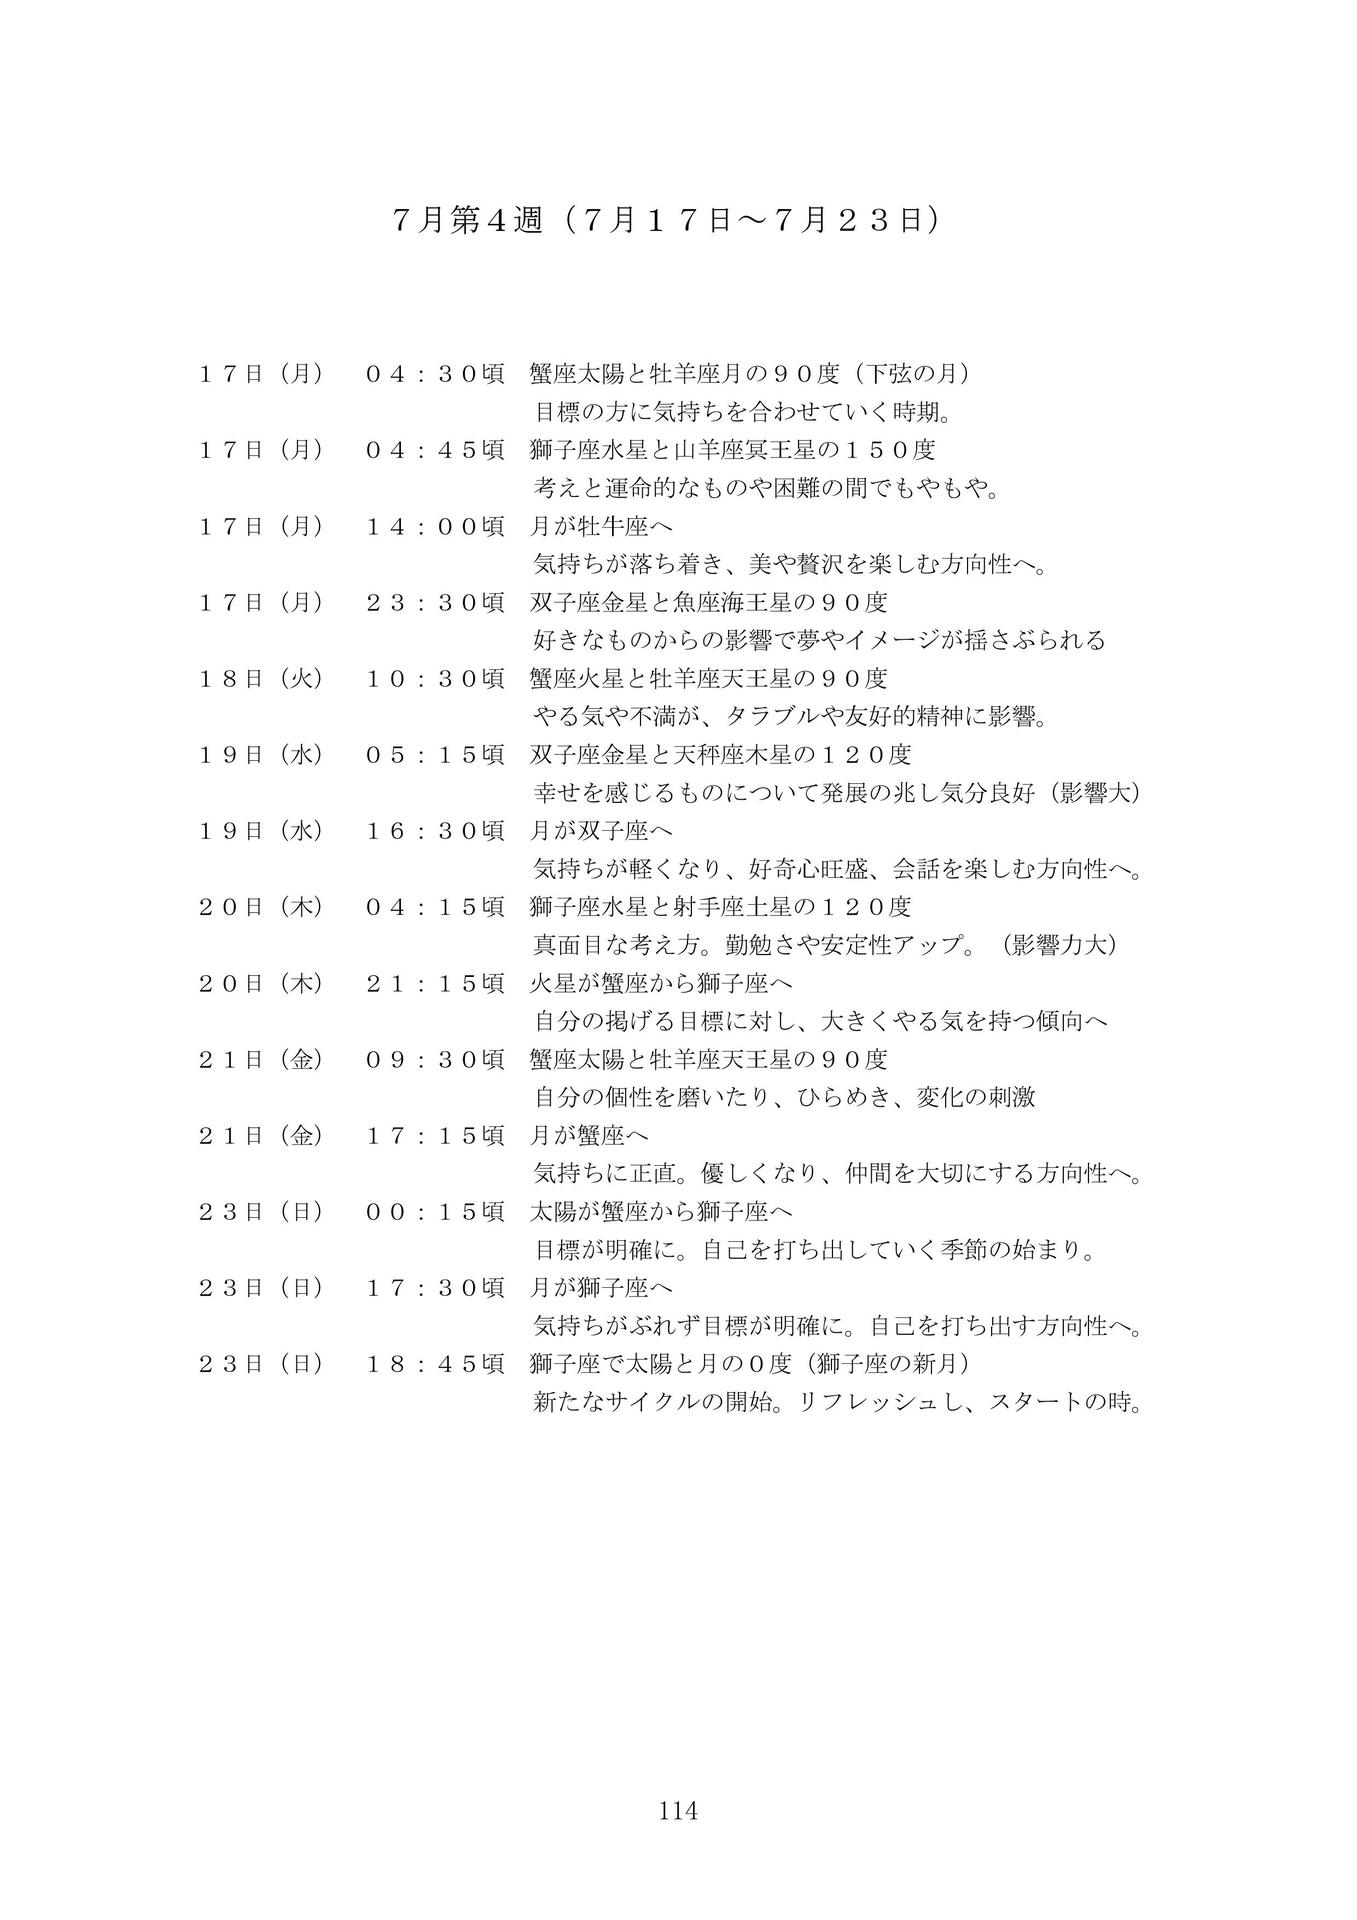 ７月第４週（７月１７日～７月２３日）
１７日（月）　０４：３０頃　蟹座太陽と牡羊座月の９０度（下弦の月）
目標の方に気持ちを合わせていく時期。
１７日（月）　０４：４５頃　獅子座水星と山羊座冥王星の１５０度
考えと運命的なものや困難の間でもやもや。
１７日（月）　１４：００頃　月が牡牛座へ
気持ちが落ち着き、美や贅沢を楽しむ方向性へ。
１７日（月）　２３：３０頃　双子座金星と魚座海王星の９０度
好きなものからの影響で夢やイメージが揺さぶられる
１８日（火）　１０：３０頃　蟹座火星と牡羊座天王星の９０度
やる気や不満が、タラブルや友好的精神に影響。
１９日（水）　０５：１５頃　双子座金星と天秤座木星の１２０度
幸せを感じるものについて発展の兆し気分良好（影響大）
１９日（水）　１６：３０頃　月が双子座へ
気持ちが軽くなり、好奇心旺盛、会話を楽しむ方向性へ。
２０日（木）　０４：１５頃　獅子座水星と射手座土星の１２０度
真面目な考え方。勤勉さや安定性アップ。（影響力大）
２０日（木）　２１：１５頃　火星が蟹座から獅子座へ
自分の掲げる目標に対し、大きくやる気を持つ傾向へ
２１日（金）　０９：３０頃　蟹座太陽と牡羊座天王星の９０度
自分の個性を磨いたり、ひらめき、変化の刺激
２１日（金）　１７：１５頃　月が蟹座へ
気持ちに正直。優しくなり、仲間を大切にする方向性へ。
２３日（日）　００：１５頃　太陽が蟹座から獅子座へ
目標が明確に。自己を打ち出していく季節の始まり。
２３日（日）　１７：３０頃　月が獅子座へ
気持ちがぶれず目標が明確に。自己を打ち出す方向性へ。
２３日（日）　１８：４５頃　獅子座で太陽と月の０度（獅子座の新月）
新たなサイクルの開始。リフレッシュし、スタートの時。
114